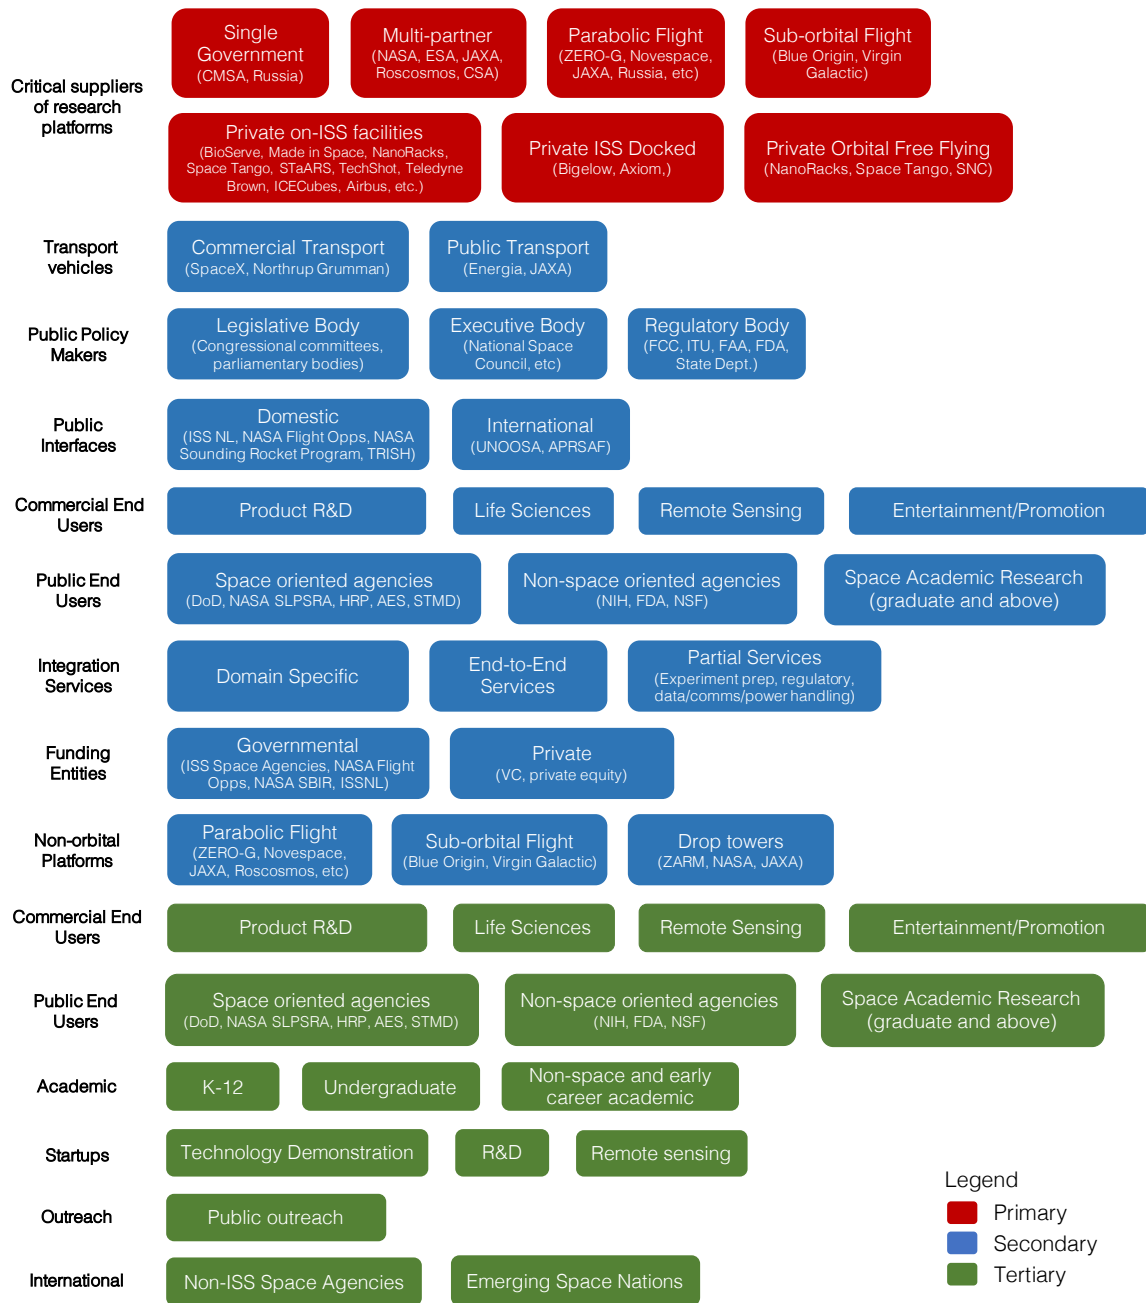 Critical suppliers
of research
platforms
Single
Government
(CMSA, Russia)
Multi-partner
(NASA, ESA, JAXA,
Roscosmos, CSA)
Parabolic Flight
(ZERO-G, Novespace,
JAXA, Russia, etc)
Sub-orbital Flight
(Blue Origin, Virgin
Galactic)
Private on-ISS facilities
(BioServe, Made in Space, NanoRacks,
Space Tango, STaARS, TechShot, Teledyne
Brown, ICECubes, Airbus, etc.)
Private ISS Docked
(Bigelow, Axiom,)
Private Orbital Free Flying
(NanoRacks, Space Tango, SNC)
Transport
vehicles
Commercial Transport
(SpaceX, Northrup Grumman)
Public Transport
(Energia, JAXA)
Public Policy
Makers
Legislative Body
(Congressional committees,
parliamentary bodies)
Executive Body
(National Space
Council, etc)
Regulatory Body
(FCC, ITU, FAA, FDA,
State Dept.)
Public
Interfaces
Domestic
(ISS NL, NASA Flight Opps, NASA
Sounding Rocket Program, TRISH)
International
(UNOOSA, APRSAF)
Commercial End
Users
Product R&D
Life Sciences
Remote Sensing
Entertainment/Promotion
Public End
Users
Space oriented agencies
(DoD, NASA SLPSRA, HRP, AES, STMD)
Non-space oriented agencies
(NIH, FDA, NSF)
Space Academic Research
(graduate and above)
Integration
Services
Domain Specific
End-to-End
Services
Partial Services
(Experiment prep, regulatory,
data/comms/power handling)
Funding
Entities
Governmental
(ISS Space Agencies, NASA Flight
Opps, NASA SBIR, ISSNL)
Private
(VC, private equity)
Non-orbital
Platforms
Parabolic Flight
(ZERO-G, Novespace,
JAXA, Roscosmos, etc)
Sub-orbital Flight
(Blue Origin, Virgin Galactic)
Drop towers
(ZARM, NASA, JAXA)
Commercial End
Users
Product R&D
Life Sciences
Remote Sensing
Entertainment/Promotion
Public End
Users
Space oriented agencies
(DoD, NASA SLPSRA, HRP, AES, STMD)
Non-space oriented agencies
(NIH, FDA, NSF)
Space Academic Research
(graduate and above)
Academic
K-12
Undergraduate
Non-space and early
career academic
Startups
Technology Demonstration
R&D
Remote sensing
Outreach
Public outreach
International
Non-ISS Space Agencies
Emerging Space Nations
Legend
Primary
Secondary
Tertiary